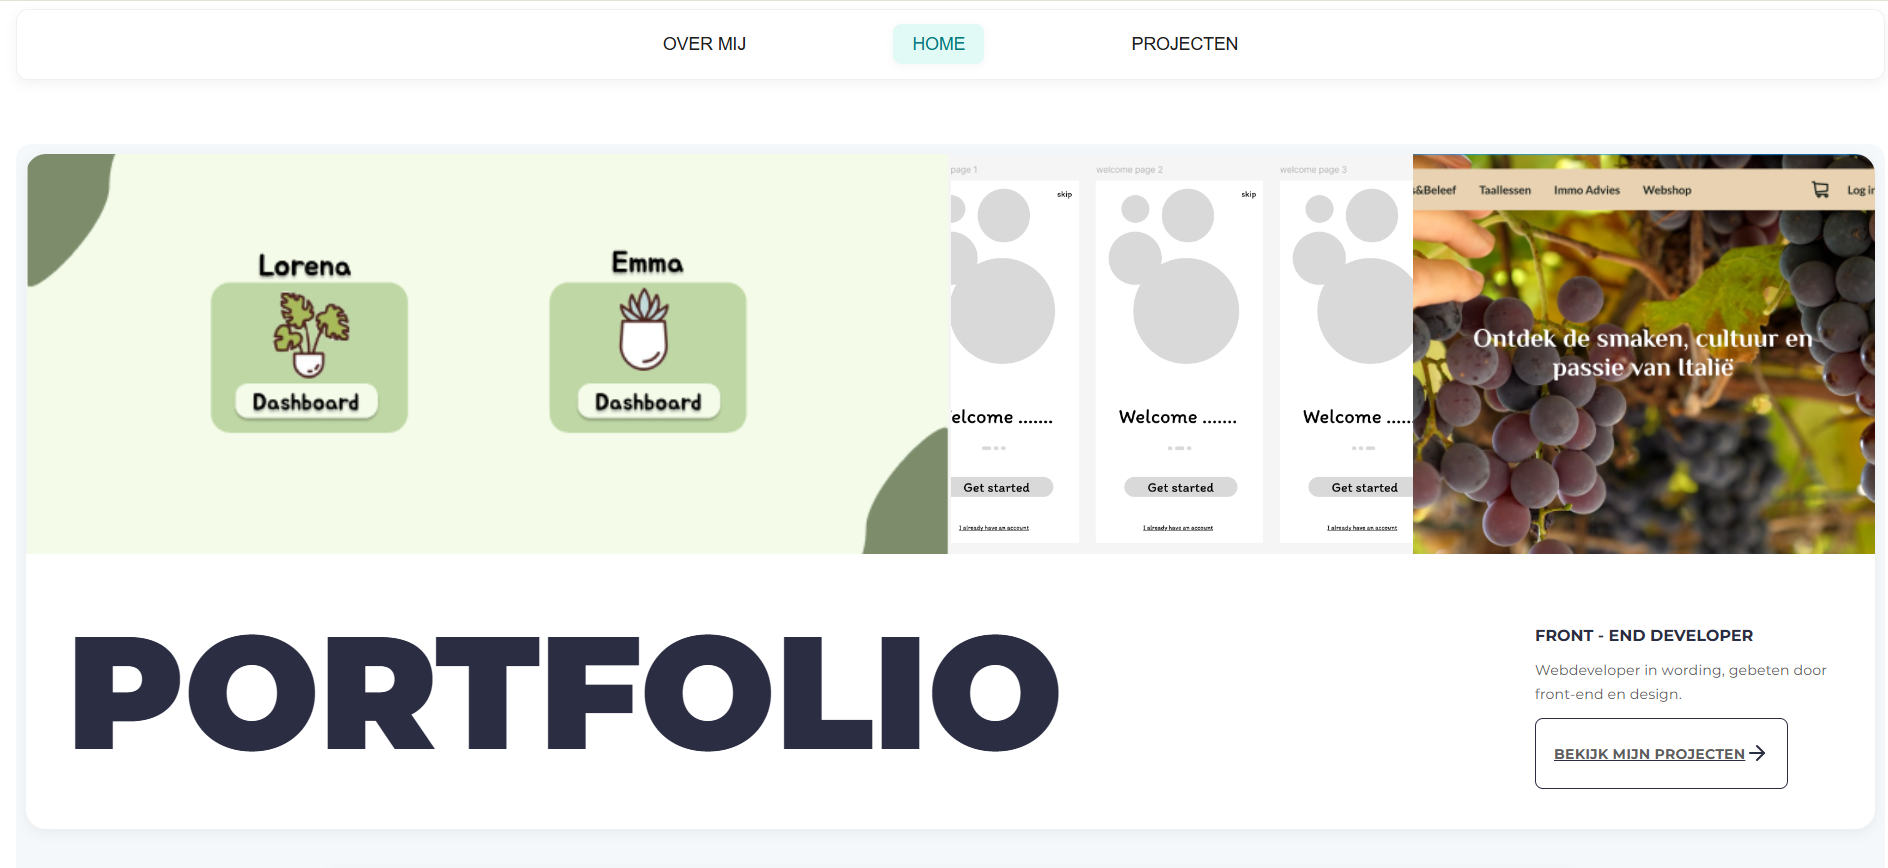 OVER MIJ
HOME
PROJECTEN
Lorena
Dashboard
Emma
Dashboard
page 1
skip
elcome .......
Get started
I already have an account
welcome page 2
skip
Welcome .......
Get started
I already have an account
welcome page 3
Welcome ......
Get started
I already have an account
s&Beleef
Taallessen
Immo Advies
Webshop
Log in
Ontdek de smaken, cultuur en
passie van Italië
PORTFOLIO
FRONT - END DEVELOPER
Webdeveloper in wording, gebeten door
front-end en design.
BEKIJK MIJN PROJECTEN